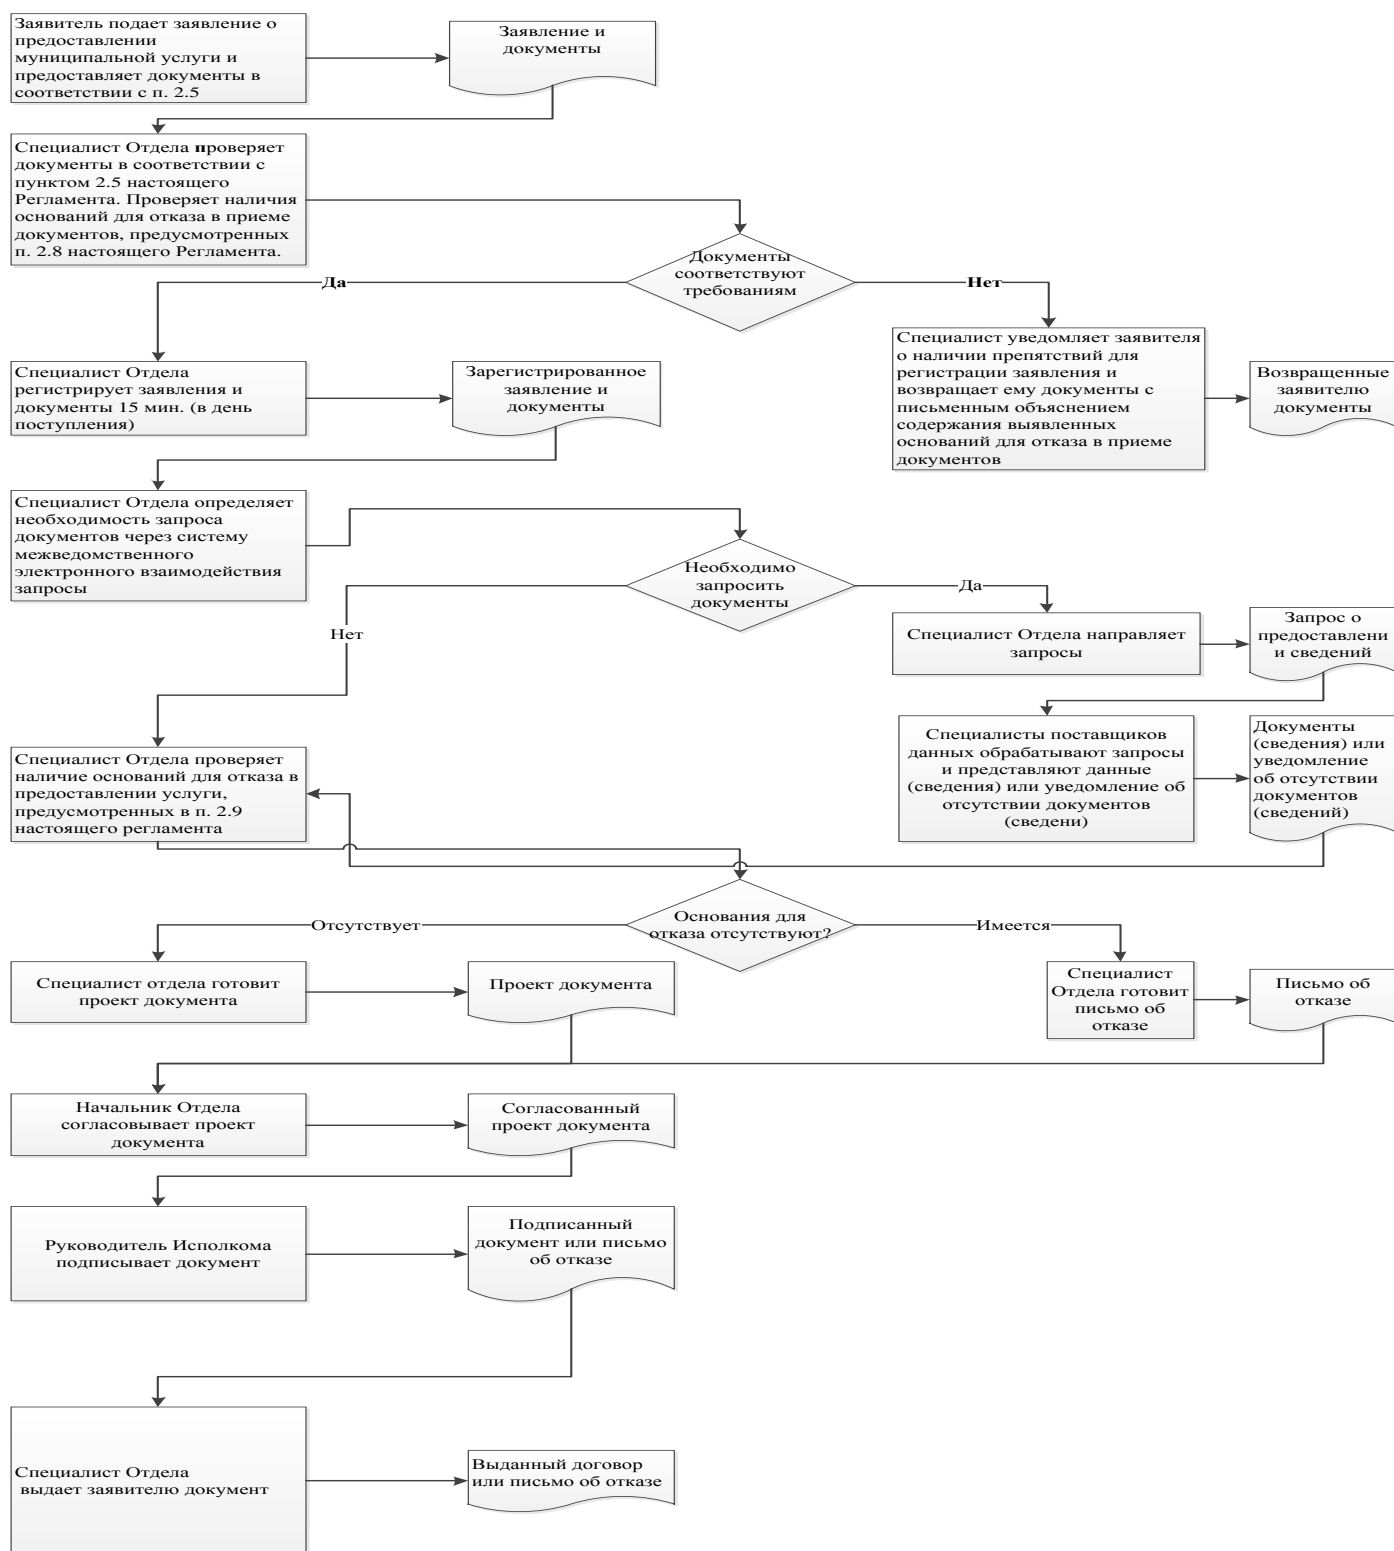 Заявитель подает заявление о
предоставлении
муниципальной услуги и
предоставляет документы в
соответствии с п. 2.5
Заявление и
документы
Специалист Отдела проверяет
документы в соответствии с
пунктом 2.5 настоящего
Регламента. Проверяет наличия
оснований для отказа в приеме
документов, предусмотренных
п. 2.8 настоящего Регламента.
Документы
соответствуют
требованиям
Да
Нет
Специалист Отдела
регистрирует заявления и
документы 15 мин. (в день
поступления)
Зарегистрированное
заявление и
документы
Специалист уведомляет заявителя
о наличии препятствий для
регистрации заявления и
возвращает ему документы с
письменным объяснением
содержания выявленных
оснований для отказа в приеме
документов
Возвращенные
заявителю
документы
Специалист Отдела определяет
необходимость запроса
документов через систему
межведомственного
электронного взаимодействия
запросы
Необходимо
запросить
документы
Да
Нет
Специалист Отдела направляет
запросы
Запрос о
предоставлени
и сведений
Специалисты поставщиков
данных обрабатывают запросы
и представляют данные
(сведения) или уведомление об
отсутствии документов
(сведени)
Документы
(сведения) или
уведомление
об отсутствии
документов
(сведений)
Специалист Отдела проверяет
наличие оснований для отказа в
предоставлении услуги,
предусмотренных в п. 2.9
настоящего регламента
Основания для
отказа отсутствуют?
Отсутствует
Имеется
Специалист отдела готовит
проект документа
Проект документа
Специалист
Отдела готовит
письмо об
отказе
Письмо об
отказе
Начальник Отдела
согласовывает проект
документа
Согласованный
проект документа
Руководитель Исполкома
подписывает документ
Подписанный
документ или письмо
об отказе
Специалист Отдела
выдает заявителю документ
Выданный договор
или письмо об отказе